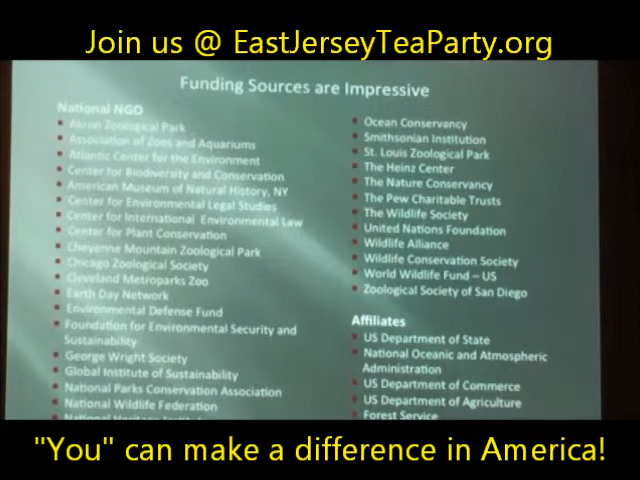 Join us @ EastJerseyTeaParty.org
Funding Sources are Impressive
National NGO
Akron Zoological Park
Association of Zoos and Aquariums
Atlantic Center for the Environment
Center for Biodiversity and Conservation
American Museum of Natural History, NY
Center for Environmental Legal Studies
Center for International Environmental Law
Center for Plant Conservation
Cheyenne Mountain Zoological Park
Chicago Zoological Society
Cleveland Metroparks Zoo
Earth Day Network
Environmental Defense Fund
Foundation for Environmental Security and
Sustainability
George Wright Society
Global Institute of Sustainability
National Parks Conservation Association
National Wildlife Federation
National Heritage
Ocean Conservancy
Smithsonian Institution
St. Louis Zoological Park
The Heinz Center
The Nature Conservancy
The Pew Charitable Trusts
The Wildlife Society
United Nations Foundation
Wildlife Alliance
Wildlife Conservation Society
World Wildlife Fund – US
Zoological Society of San Diego
Affiliates
US Department of State
National Oceanic and Atmospheric
Administration
US Department of Commerce
US Department of Agriculture
Forest Service
"You" can make a difference in America!